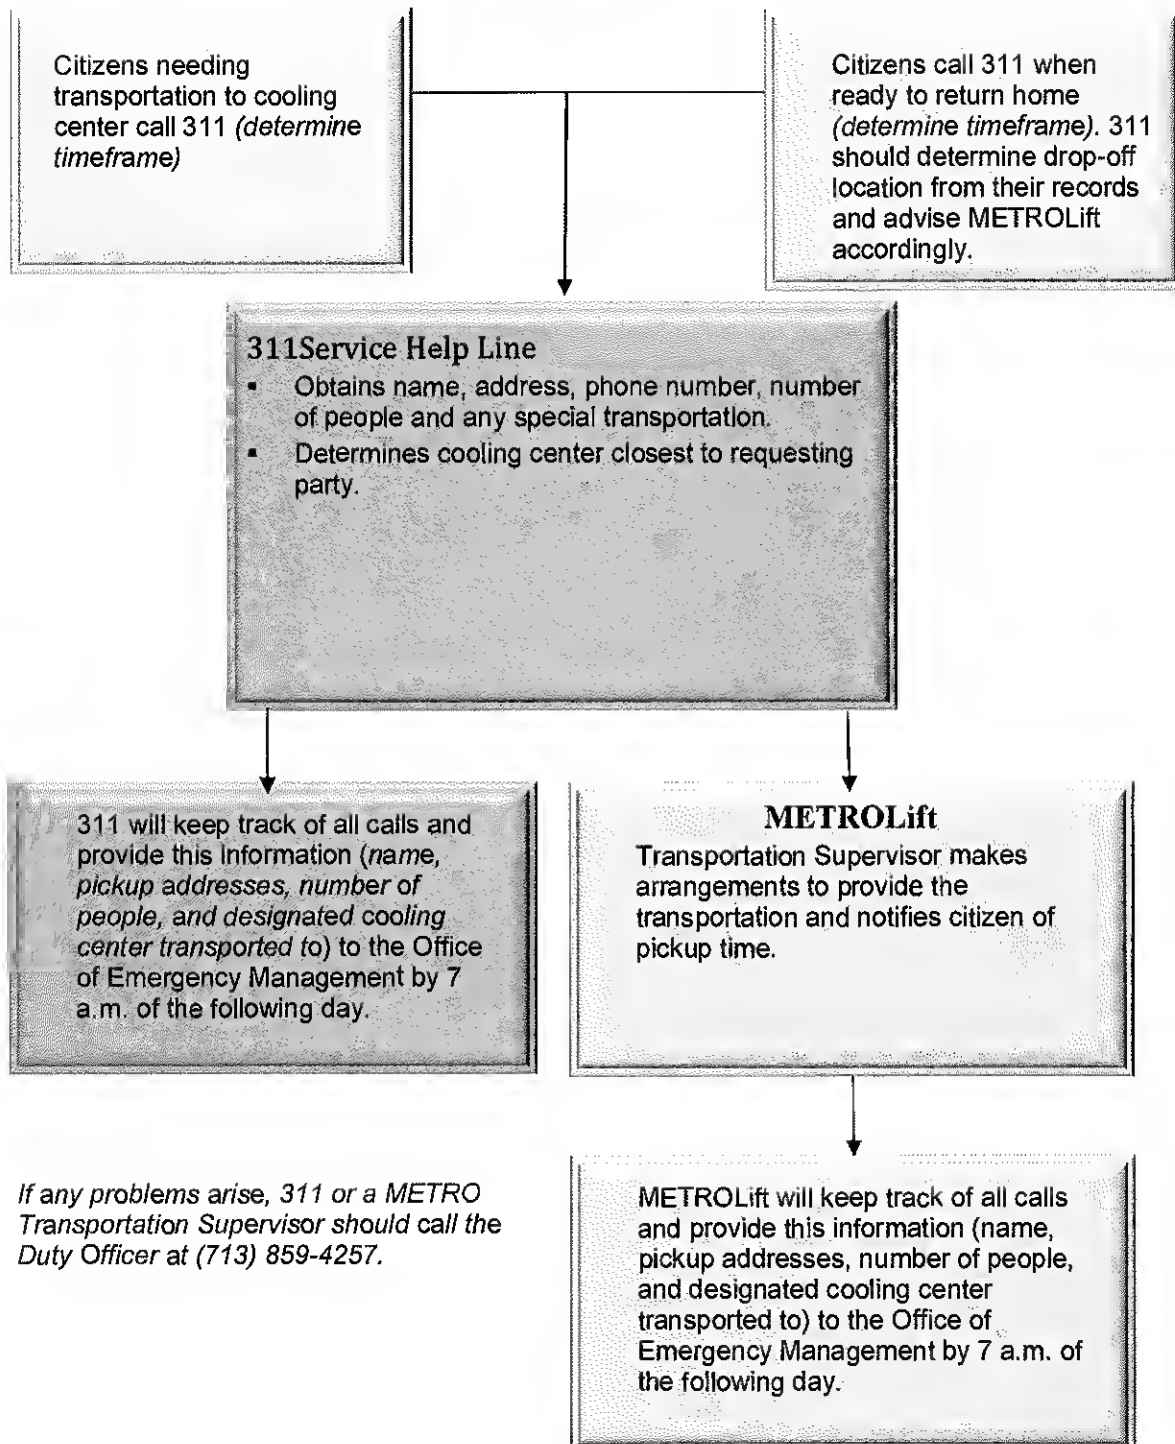 Citizens needing
transportation to cooling
center call 311 (determine
timeframe)
Citizens call 311 when
ready to return home
(determine timeframe). 311
should determine drop-off
location from their records
and advise METROLift
accordingly.
311Service Help Line
▪ Obtains name, address, phone number, number
of people and any special transportation.
▪ Determines cooling center closest to requesting
party.
311 will keep track of all calls and
provide this information (name,
pickup addresses, number of
people, and designated cooling
center transported to) to the Office
of Emergency Management by 7
a.m. of the following day.
METROLift
Transportation Supervisor makes
arrangements to provide the
transportation and notifies citizen of
pickup time.
If any problems arise, 311 or a METRO
Transportation Supervisor should call the
Duty Officer at (713) 859-4257.
METROLift will keep track of all calls
and provide this information (name,
pickup addresses, number of people,
and designated cooling center
transported to) to the Office of
Emergency Management by 7 a.m. of
the following day.